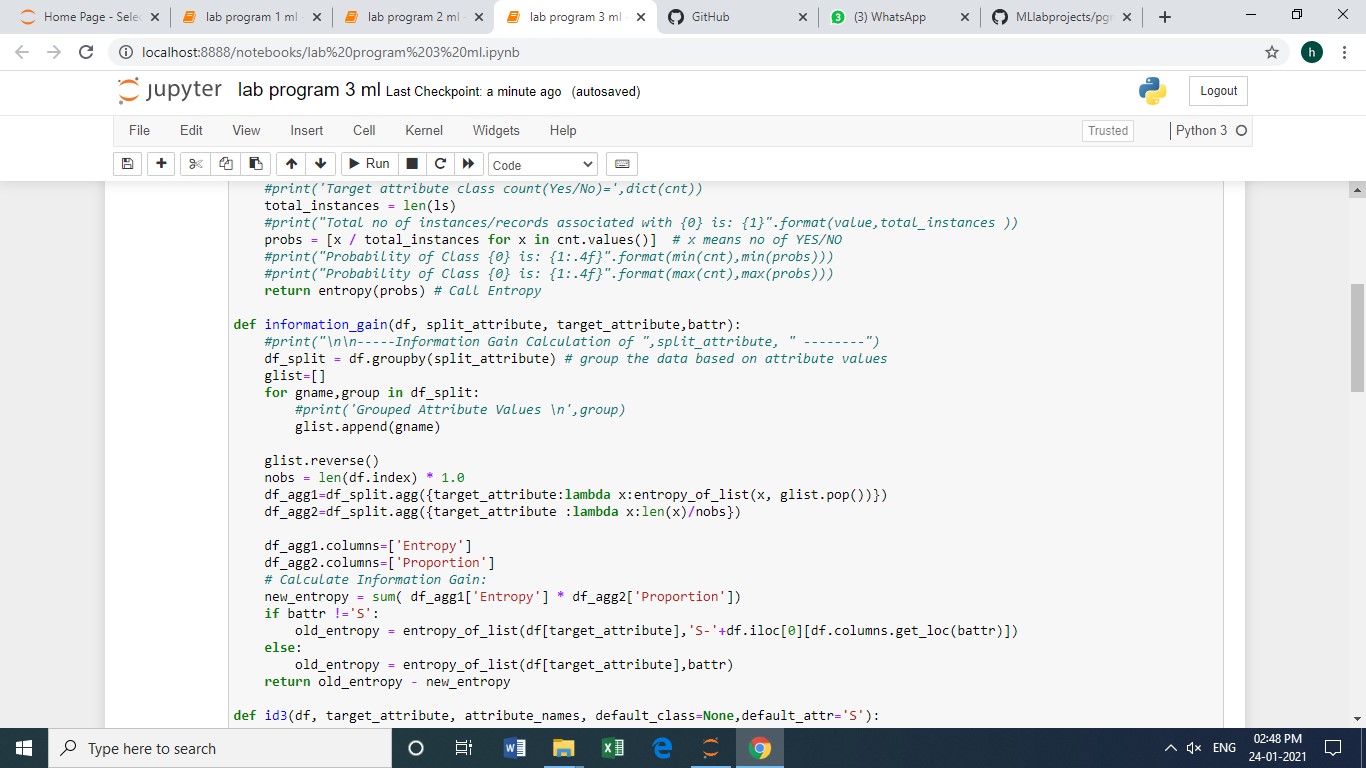 Home Page - Sele
lab program 1 ml
lab program 2 ml
lab program 3 ml
GitHub
3 (3) WhatsApp
MLlabprojects/pgr
localhost:8888/notebooks/lab%20program%203%20ml.ipynb
h
jupyter lab program 3 ml Last Checkpoint: a minute ago (autosaved)
Logout
File Edit View Insert Cell Kernel Widgets Help
Trusted
Python 3
Run
Code
#print('Target attribute class count(Yes/No)=',dict(cnt))
total_instances = len(ls)
#print("Total no of instances/records associated with {0} is: {1}".format(value,total_instances ))
probs = [x / total_instances for x in cnt.values()]  # x means no of YES/NO
#print("Probability of Class {0} is: {1:.4f}".format(min(cnt),min(probs)))
#print("Probability of Class {0} is: {1:.4f}".format(max(cnt),max(probs)))
return entropy(probs) # Call Entropy
def information_gain(df, split_attribute, target_attribute,battr):
#print("\n\n-----Information Gain Calculation of ",split_attribute, " --------")
df_split = df.groupby(split_attribute) # group the data based on attribute values
glist=[]
for gname,group in df_split:
#print('Grouped Attribute Values \n',group)
glist.append(gname)
glist.reverse()
nobs = len(df.index) * 1.0
df_agg1=df_split.agg({target_attribute:lambda x:entropy_of_list(x, glist.pop())})
df_agg2=df_split.agg({target_attribute :lambda x:len(x)/nobs})
df_agg1.columns=['Entropy']
df_agg2.columns=['Proportion']
# Calculate Information Gain:
new_entropy = sum( df_agg1['Entropy'] * df_agg2['Proportion'])
if battr !='S':
old_entropy = entropy_of_list(df[target_attribute],'S-'+df.iloc[0][df.columns.get_loc(battr)])
else:
old_entropy = entropy_of_list(df[target_attribute],battr)
return old_entropy - new_entropy
def id3(df, target_attribute, attribute_names, default_class=None,default_attr='S'):
Type here to search
ENG
02:48 PM
24-01-2021